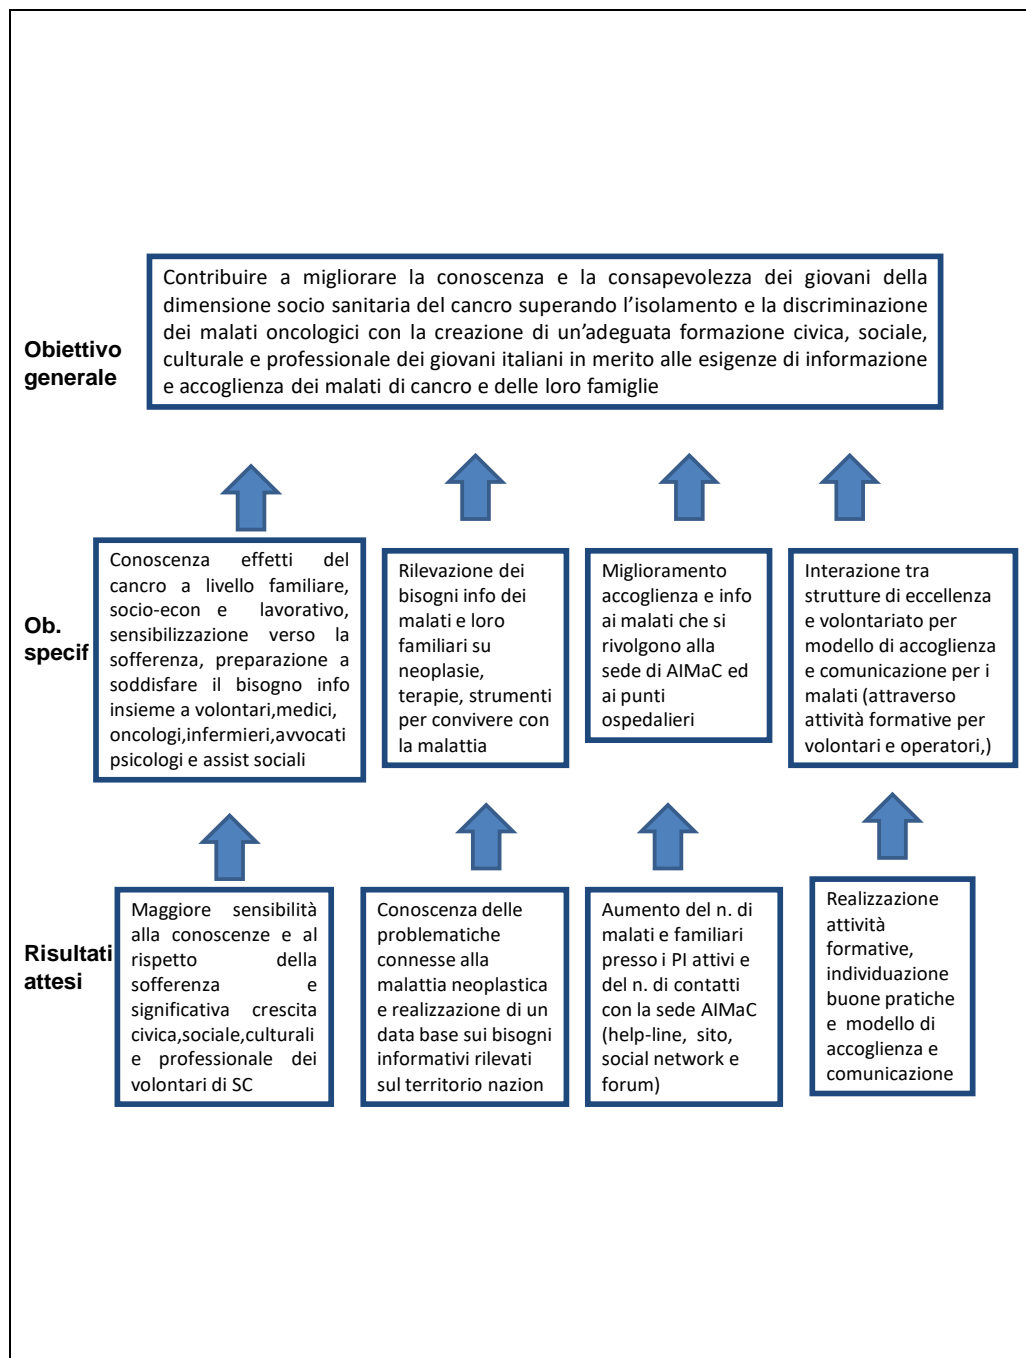 Contribuire a migliorare la conoscenza e la consapevolezza dei giovani della
dimensione socio sanitaria del cancro superando l’isolamento e la discriminazione
dei malati oncologici con la creazione di un’adeguata formazione civica, sociale,
culturale e professionale dei giovani italiani in merito alle esigenze di informazione
e accoglienza dei malati di cancro e delle loro famiglie
Obiettivo
generale
Ob.
specif
Conoscenza effetti del
cancro a livello familiare,
socio-econ e lavorativo,
sensibilizzazione verso la
sofferenza, preparazione a
soddisfare il bisogno info
insieme a volontari,medici,
oncologi,infermieri,avvocati
psicologi e assist sociali
Rilevazione dei
bisogni info dei
malati e loro
familiari su
neoplasie,
terapie, strumenti
per convivere con
la malattia
Miglioramento
accoglienza e info
ai malati che si
rivolgono alla
sede di AIMaC ed
ai punti
ospedalieri
Interazione tra
strutture di eccellenza
e volontariato per
modello di accoglienza
e comunicazione per i
malati (attraverso
attività formative per
volontari e operatori,)
Risultati
attesi
Maggiore sensibilità
alla conoscenze e al
rispetto della
sofferenza e
significativa crescita
civica,sociale,culturali
e professionale dei
volontari di SC
Conoscenza delle
problematiche
connesse alla
malattia neoplastica
e realizzazione di un
data base sui bisogni
informativi rilevati
sul territorio nazion
Aumento del n. di
malati e familiari
presso i PI attivi e
del n. di contatti
con la sede AIMaC
(help-line, sito,
social network e
forum)
Realizzazione
attività
formative,
individuazione
buone pratiche
e modello di
accoglienza e
comunicazione